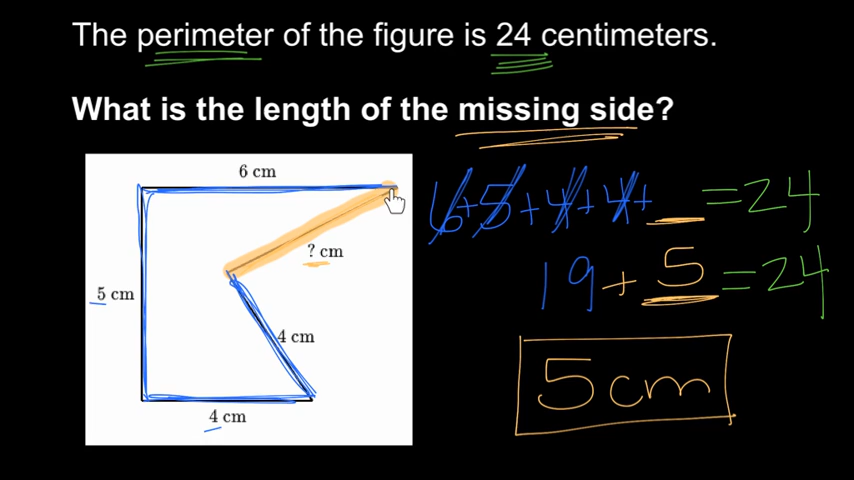 The perimeter of the figure is 24 centimeters.
What is the length of the missing side?
6 cm
6+5+4+4+__=24
? cm
19+5=24
5 cm
4 cm
5cm
4 cm